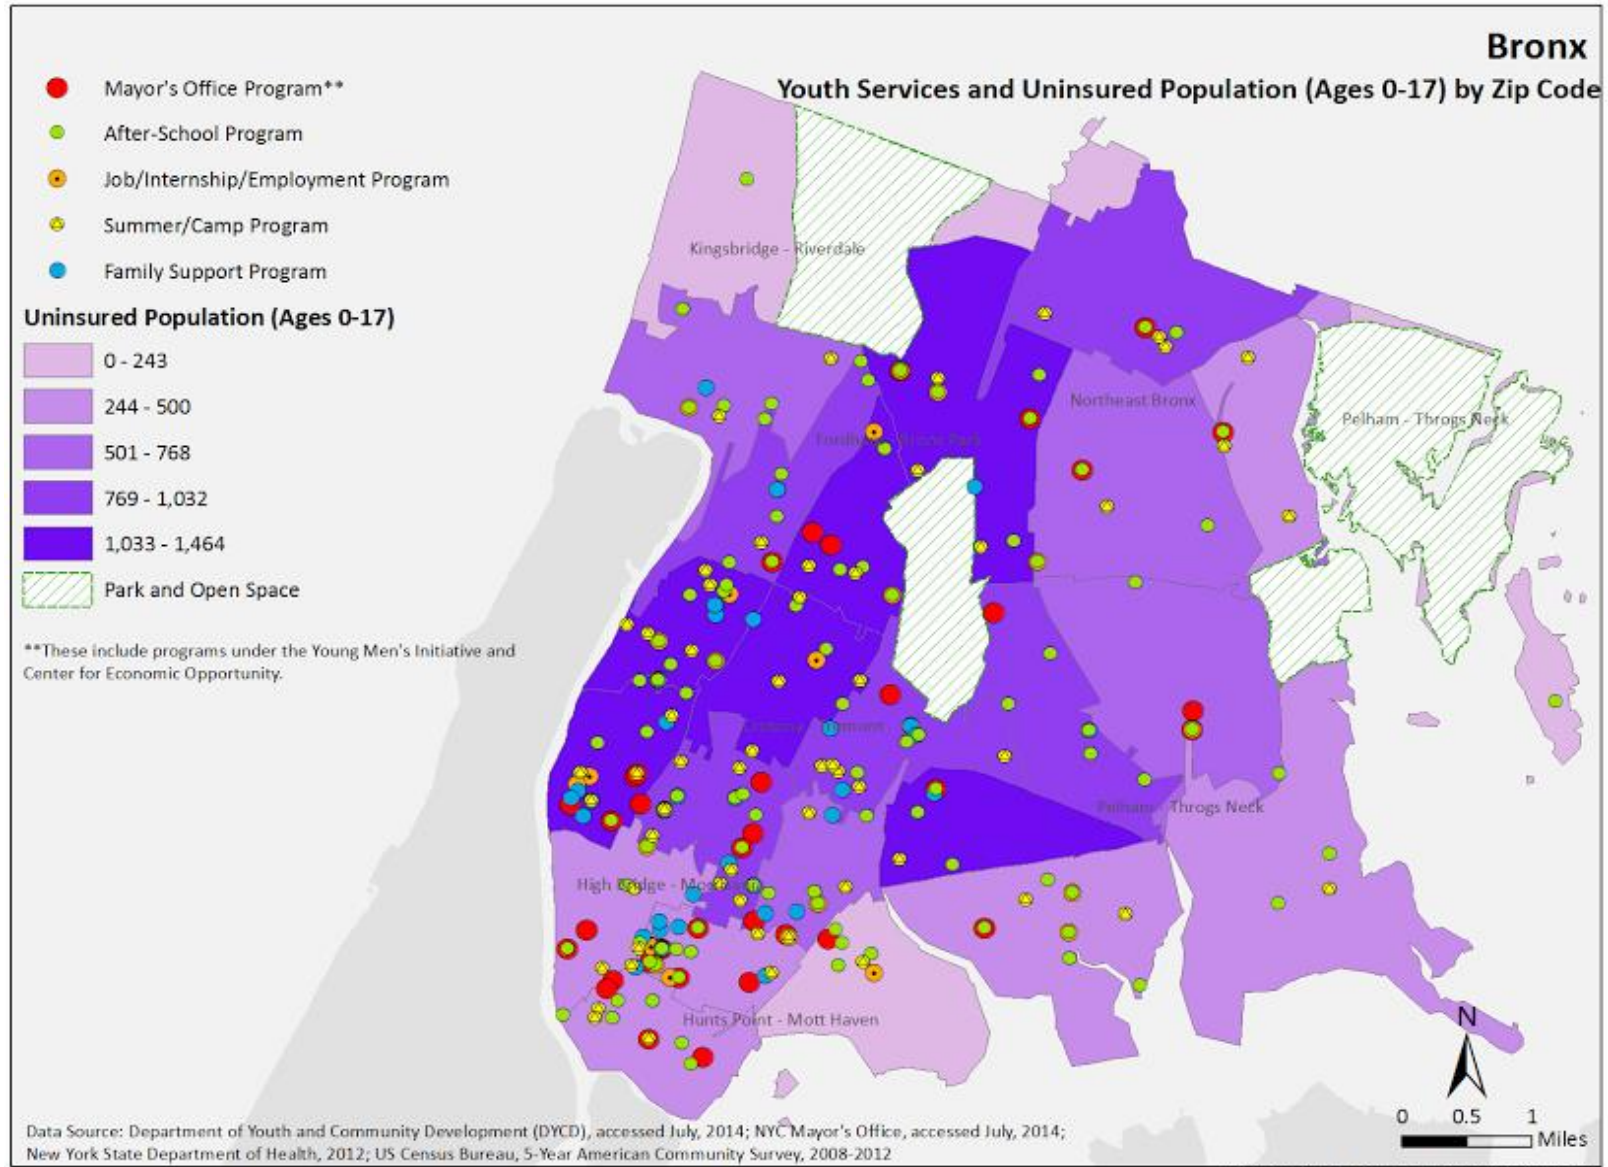 Bronx
Youth Services and Uninsured Population (Ages 0-17) by Zip Code
Mayor's Office Program**
After-School Program
Job/Internship/Employment Program
Summer/Camp Program
Family Support Program
Uninsured Population (Ages 0-17)
0 - 243
244 - 500
501 - 768
769 - 1,032
1,033 - 1,464
Park and Open Space
**These include programs under the Young Men's Initiative and
Center for Economic Opportunity.
Kingsbridge - Riverdale
Northeast Bronx
Pelham - Throgs Neck
Bronx Park
Pelham - Throgs Neck
High Bridge -
Hunts Point - Mott Haven
N
0 0.5 1
Miles
Data Source: Department of Youth and Community Development (DYCD), accessed July, 2014; NYC Mayor's Office, accessed July, 2014;
New York State Department of Health, 2012; US Census Bureau, 5-Year American Community Survey, 2008-2012